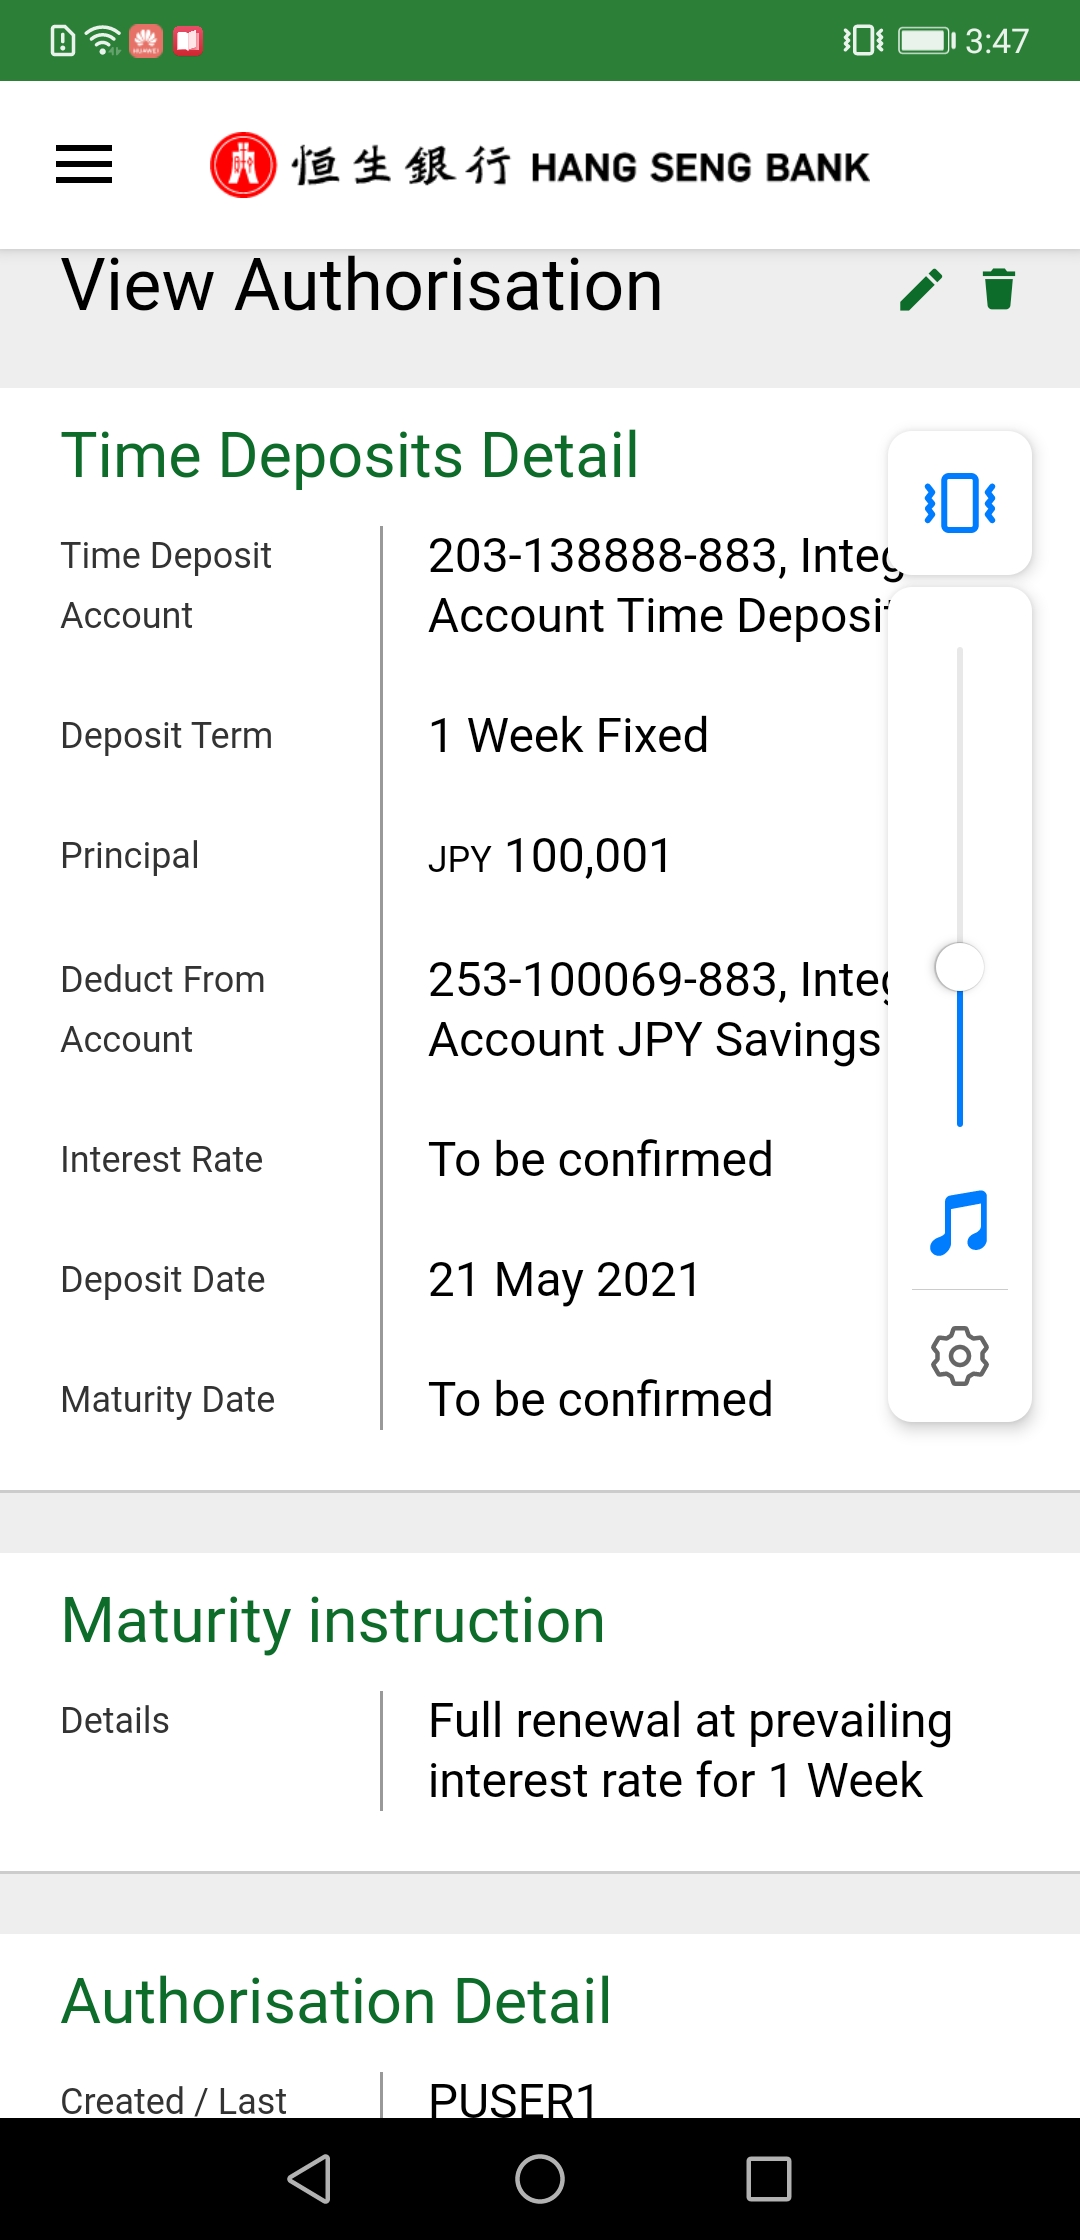 3:47
恒生銀行 HANG SENG BANK
View Authorisation
Time Deposits Detail
Time Deposit Account
203-138888-883, Integ
Account Time Deposit
Deposit Term
1 Week Fixed
Principal
JPY 100,001
Deduct From Account
253-100069-883, Integ
Account JPY Savings
Interest Rate
To be confirmed
Deposit Date
21 May 2021
Maturity Date
To be confirmed
Maturity instruction
Details
Full renewal at prevailing
interest rate for 1 Week
Authorisation Detail
Created / Last
PUSER1